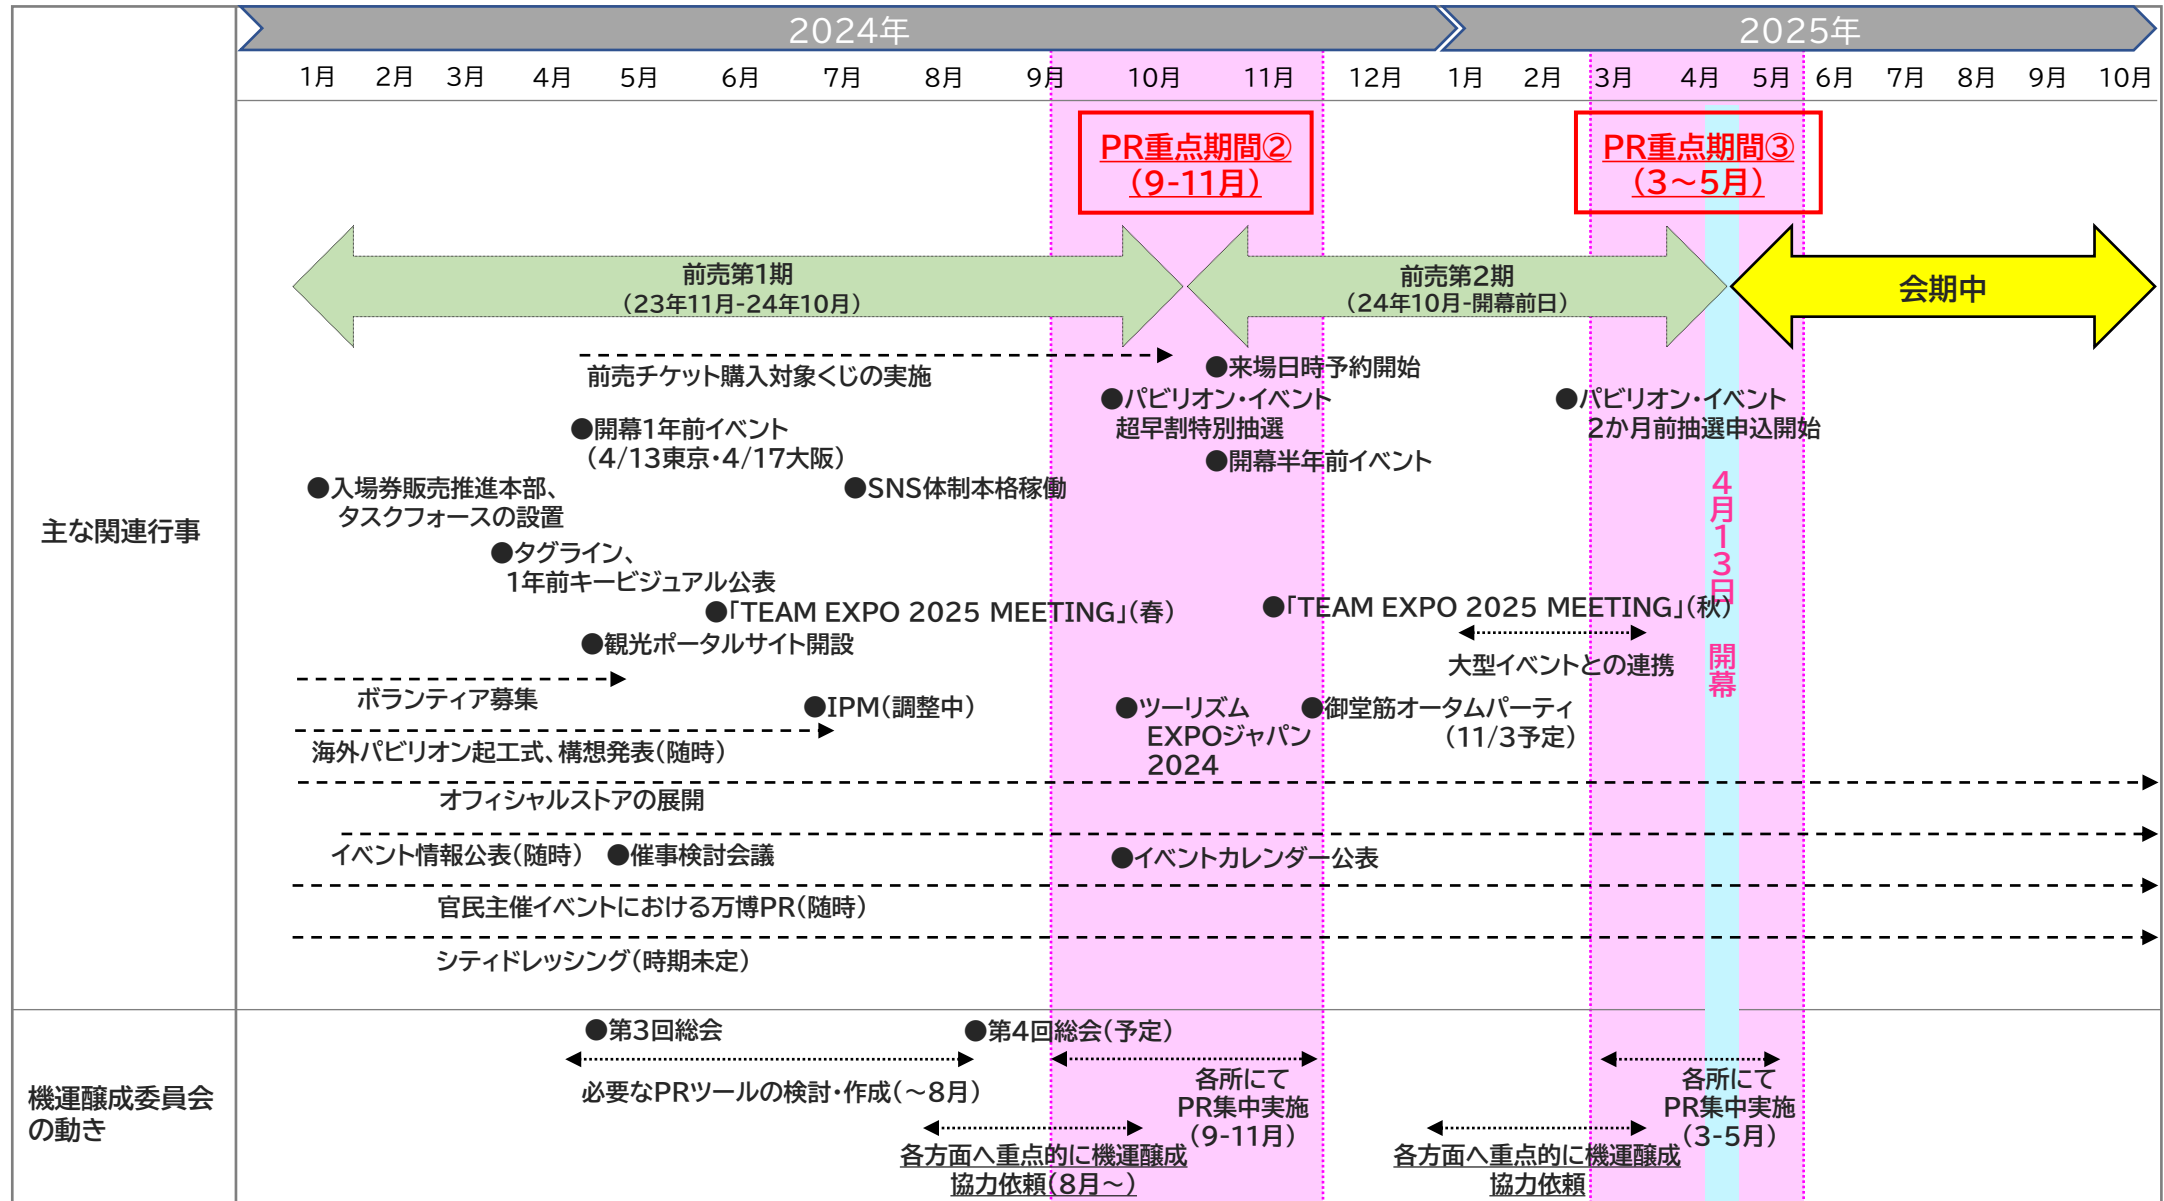 2024年
2025年
1月 2月 3月 4月 5月 6月 7月 8月 9月 10月 11月 12月 1月 2月 3月 4月 5月 6月 7月 8月 9月 10月
PR重点期間②
(9-11月)
PR重点期間③
(3～5月)
前売第1期
(23年11月-24年10月)
前売第2期
(24年10月-開幕前日)
会期中
主な関連行事
前売チケット購入対象くじの実施
●来場日時予約開始
●パビリオン・イベント
超早割特別抽選
●パビリオン・イベント
2か月前抽選申込開始
●開幕1年前イベント
(4/13東京・4/17大阪)
●開幕半年前イベント
●入場券販売推進本部、
タスクフォースの設置
●SNS体制本格稼働
4月13日 開幕
●タグライン、
1年前キービジュアル公表
●「TEAM EXPO 2025 MEETING」(春)
●「TEAM EXPO 2025 MEETING」(秋)
●観光ポータルサイト開設
大型イベントとの連携
ボランティア募集
●IPM(調整中)
●ツーリズム
EXPOジャパン
2024
●御堂筋オータムパーティ
(11/3予定)
海外パビリオン起工式、構想発表(随時)
オフィシャルストアの展開
イベント情報公表(随時)
●催事検討会議
●イベントカレンダー公表
官民主催イベントにおける万博PR(随時)
シティドレッシング(時期未定)
機運醸成委員会
の動き
●第3回総会
●第4回総会(予定)
必要なPRツールの検討・作成(～8月)
各所にて
PR集中実施
(9-11月)
各所にて
PR集中実施
(3-5月)
各方面へ重点的に機運醸成
協力依頼(8月～)
各方面へ重点的に機運醸成
協力依頼